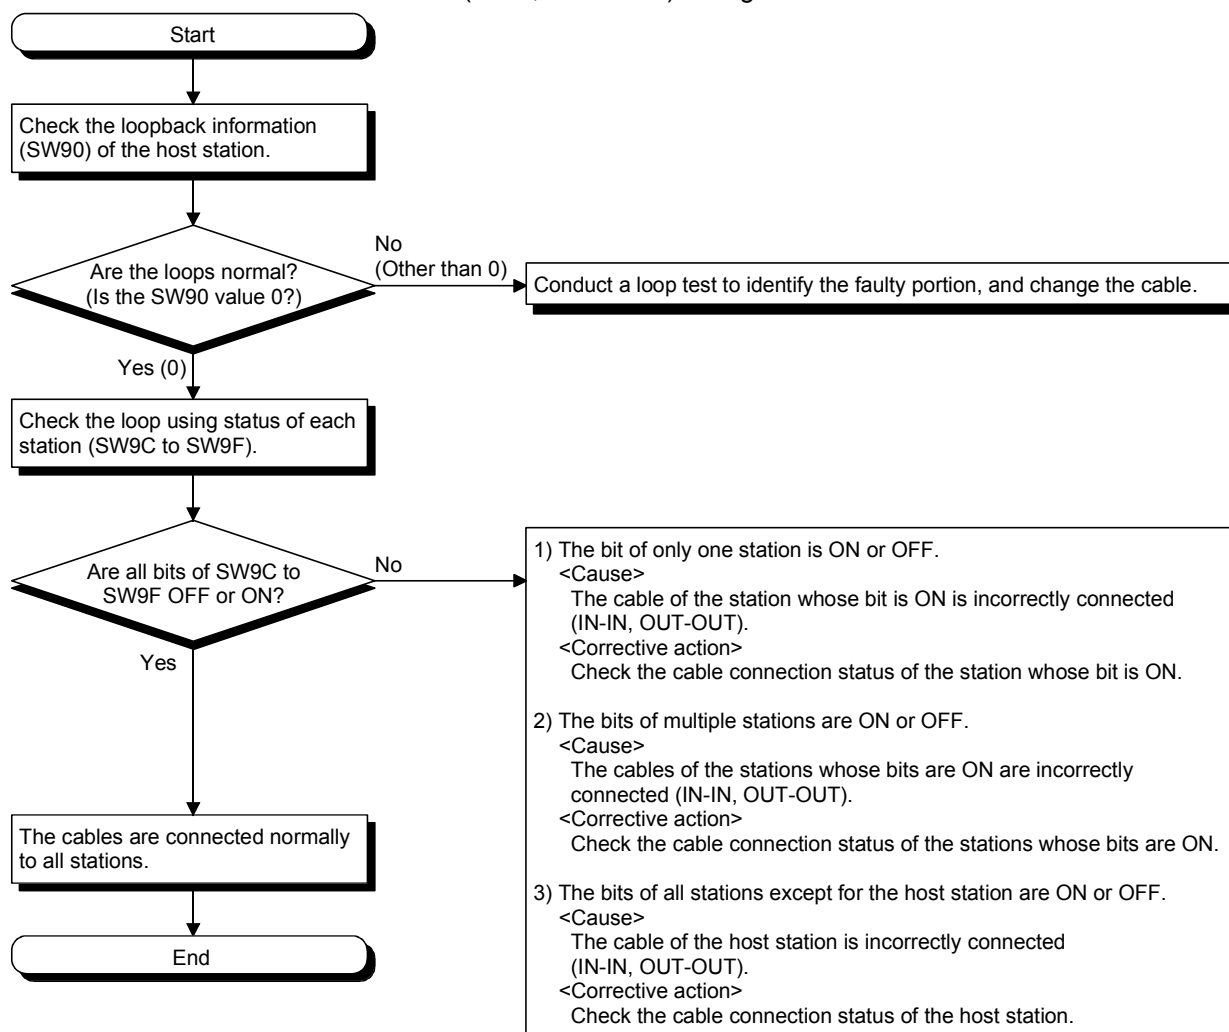 Start
Check the loopback information
(SW90) of the host station.
Are the loops normal?
(Is the SW90 value 0?)
No
(Other than 0)
Conduct a loop test to identify the faulty portion, and change the cable.
Yes (0)
Check the loop using status of each
station (SW9C to SW9F).
Are all bits of SW9C to
SW9F OFF or ON?
No
Yes
1) The bit of only one station is ON or OFF.
<Cause>
The cable of the station whose bit is ON is incorrectly connected
(IN-IN, OUT-OUT).
<Corrective action>
Check the cable connection status of the station whose bit is ON.
2) The bits of multiple stations are ON or OFF.
<Cause>
The cables of the stations whose bits are ON are incorrectly
connected (IN-IN, OUT-OUT).
<Corrective action>
Check the cable connection status of the stations whose bits are ON.
3) The bits of all stations except for the host station are ON or OFF.
<Cause>
The cable of the host station is incorrectly connected
(IN-IN, OUT-OUT).
<Corrective action>
Check the cable connection status of the host station.
The cables are connected normally
to all stations.
End